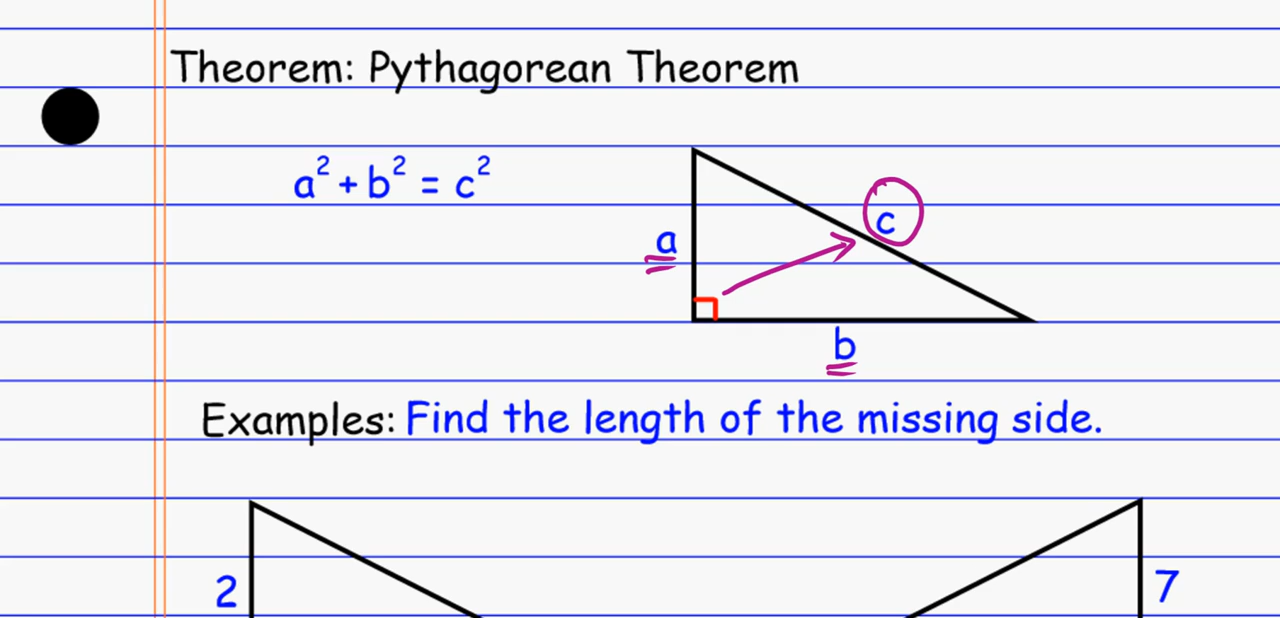 Theorem: Pythagorean Theorem
a² + b² = c²
c
a
b
Examples: Find the length of the missing side.
2
7